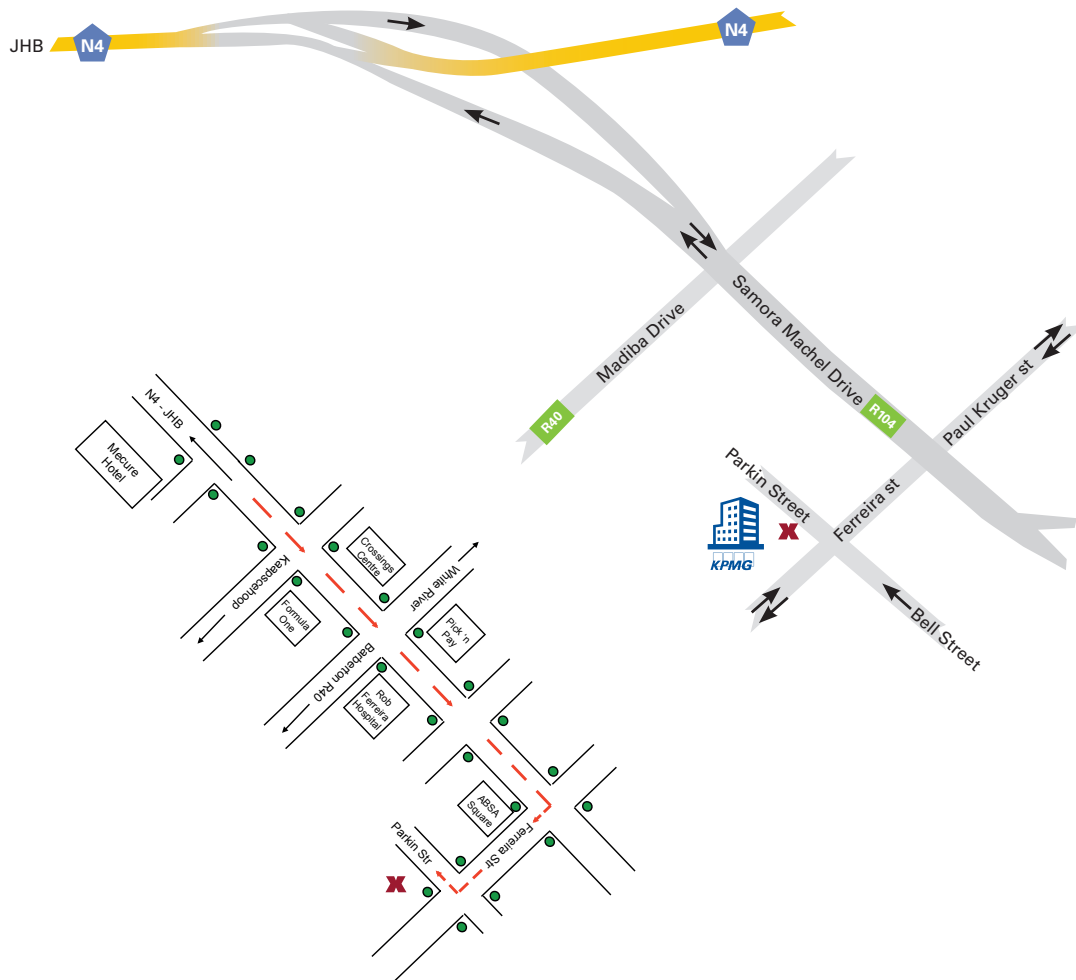 JHB
N4
N4
Samora Machel Drive
Madiba Drive
R40
R104
Paul Kruger st
Parkin Street
Ferreira st
KPMG
Bell Street
N4 - JHB
Mecure
Hotel
Crossings
Centre
Kaapscehoop
White River
Formula
One
Pick 'n
Pay
Barberton R40
Rob
Ferreira
Hospital
ABSA
Square
Ferreira Str
Parkin Str